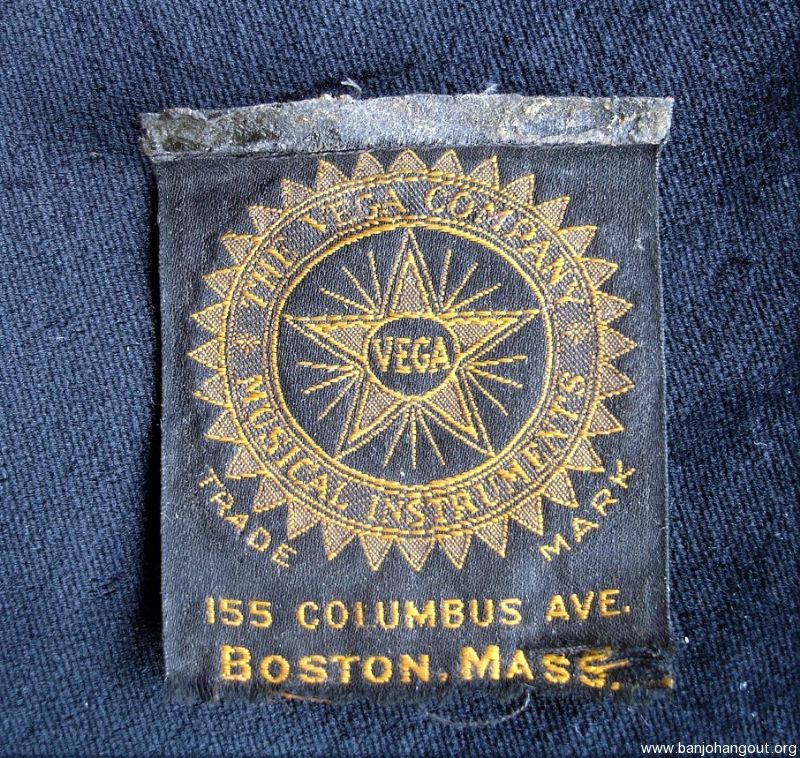 THE VEGA COMPANY
VEGA
MUSICAL INSTRUMENTS
TRADE MARK
155 COLUMBUS AVE.
BOSTON, MASS.
www.banjohangout.org